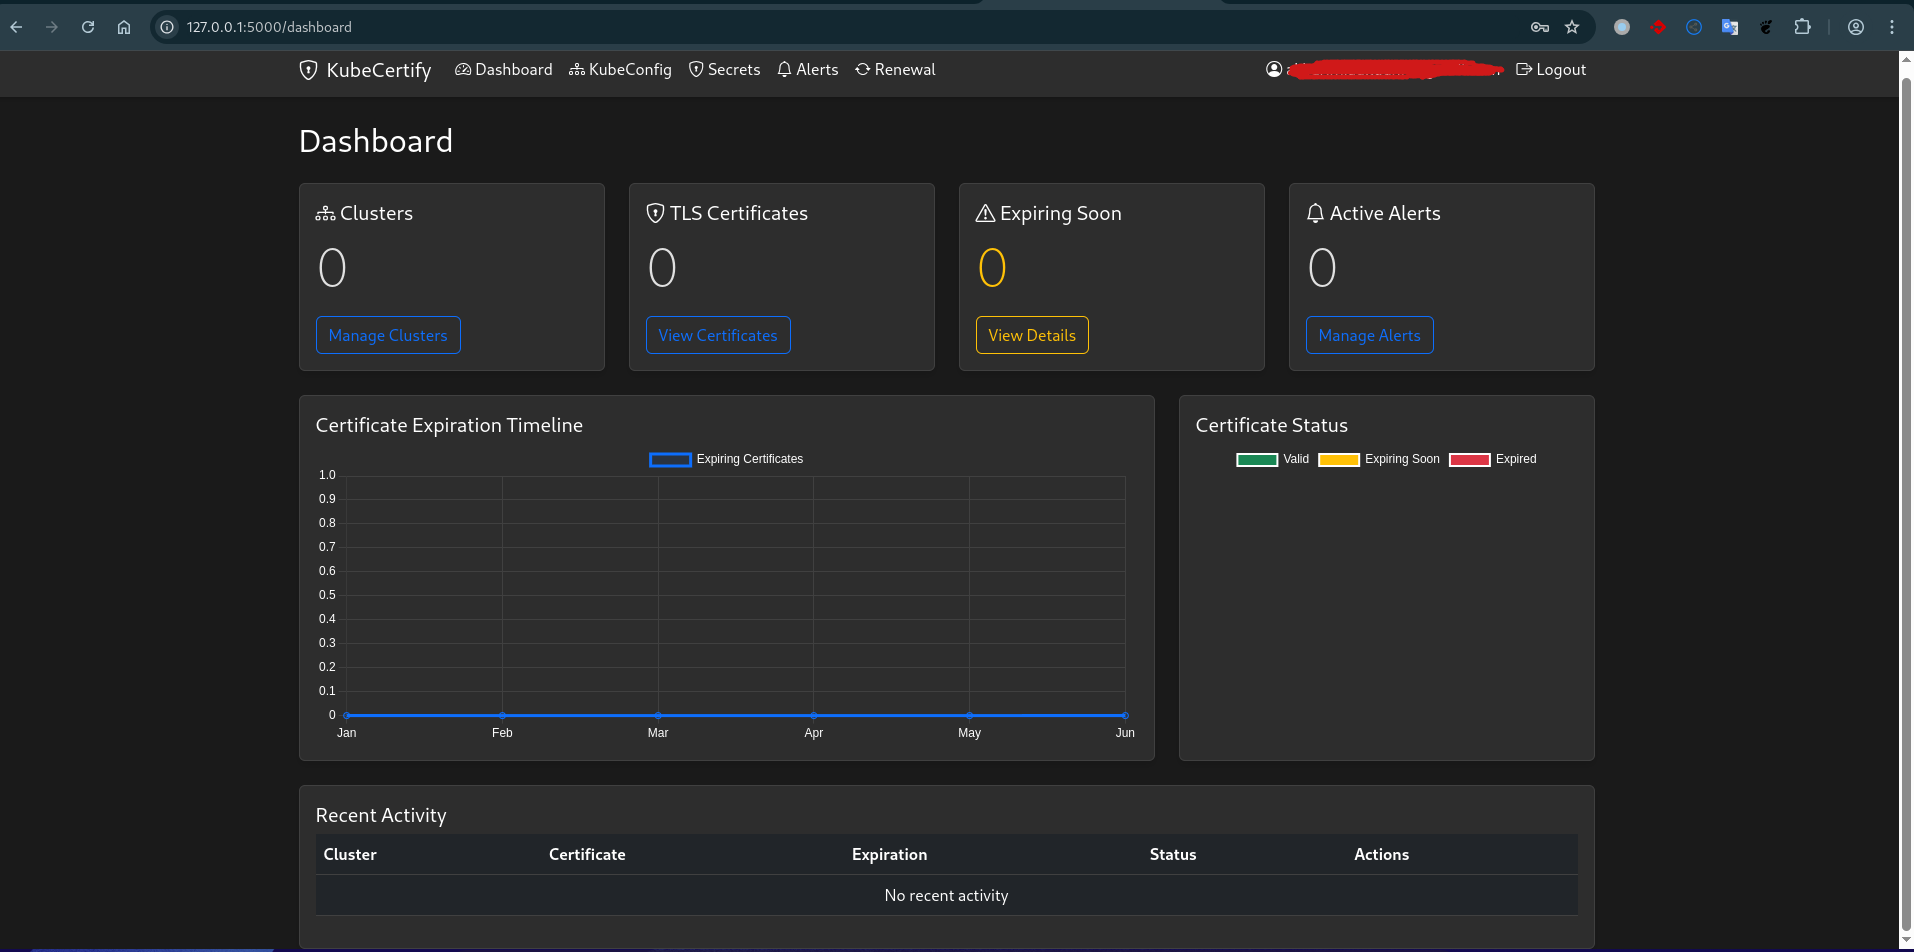 127.0.0.1:5000/dashboard
KubeCertify Dashboard KubeConfig Secrets Alerts Renewal Logout
Dashboard
Clusters
0
Manage Clusters
TLS Certificates
0
View Certificates
Expiring Soon
0
View Details
Active Alerts
0
Manage Alerts
Certificate Expiration Timeline
Expiring Certificates
1.0
0.9
0.8
0.7
0.6
0.5
0.4
0.3
0.2
0.1
0
Jan Feb Mar Apr May Jun
Certificate Status
Valid Expiring Soon Expired
Recent Activity
Cluster Certificate Expiration Status Actions
No recent activity